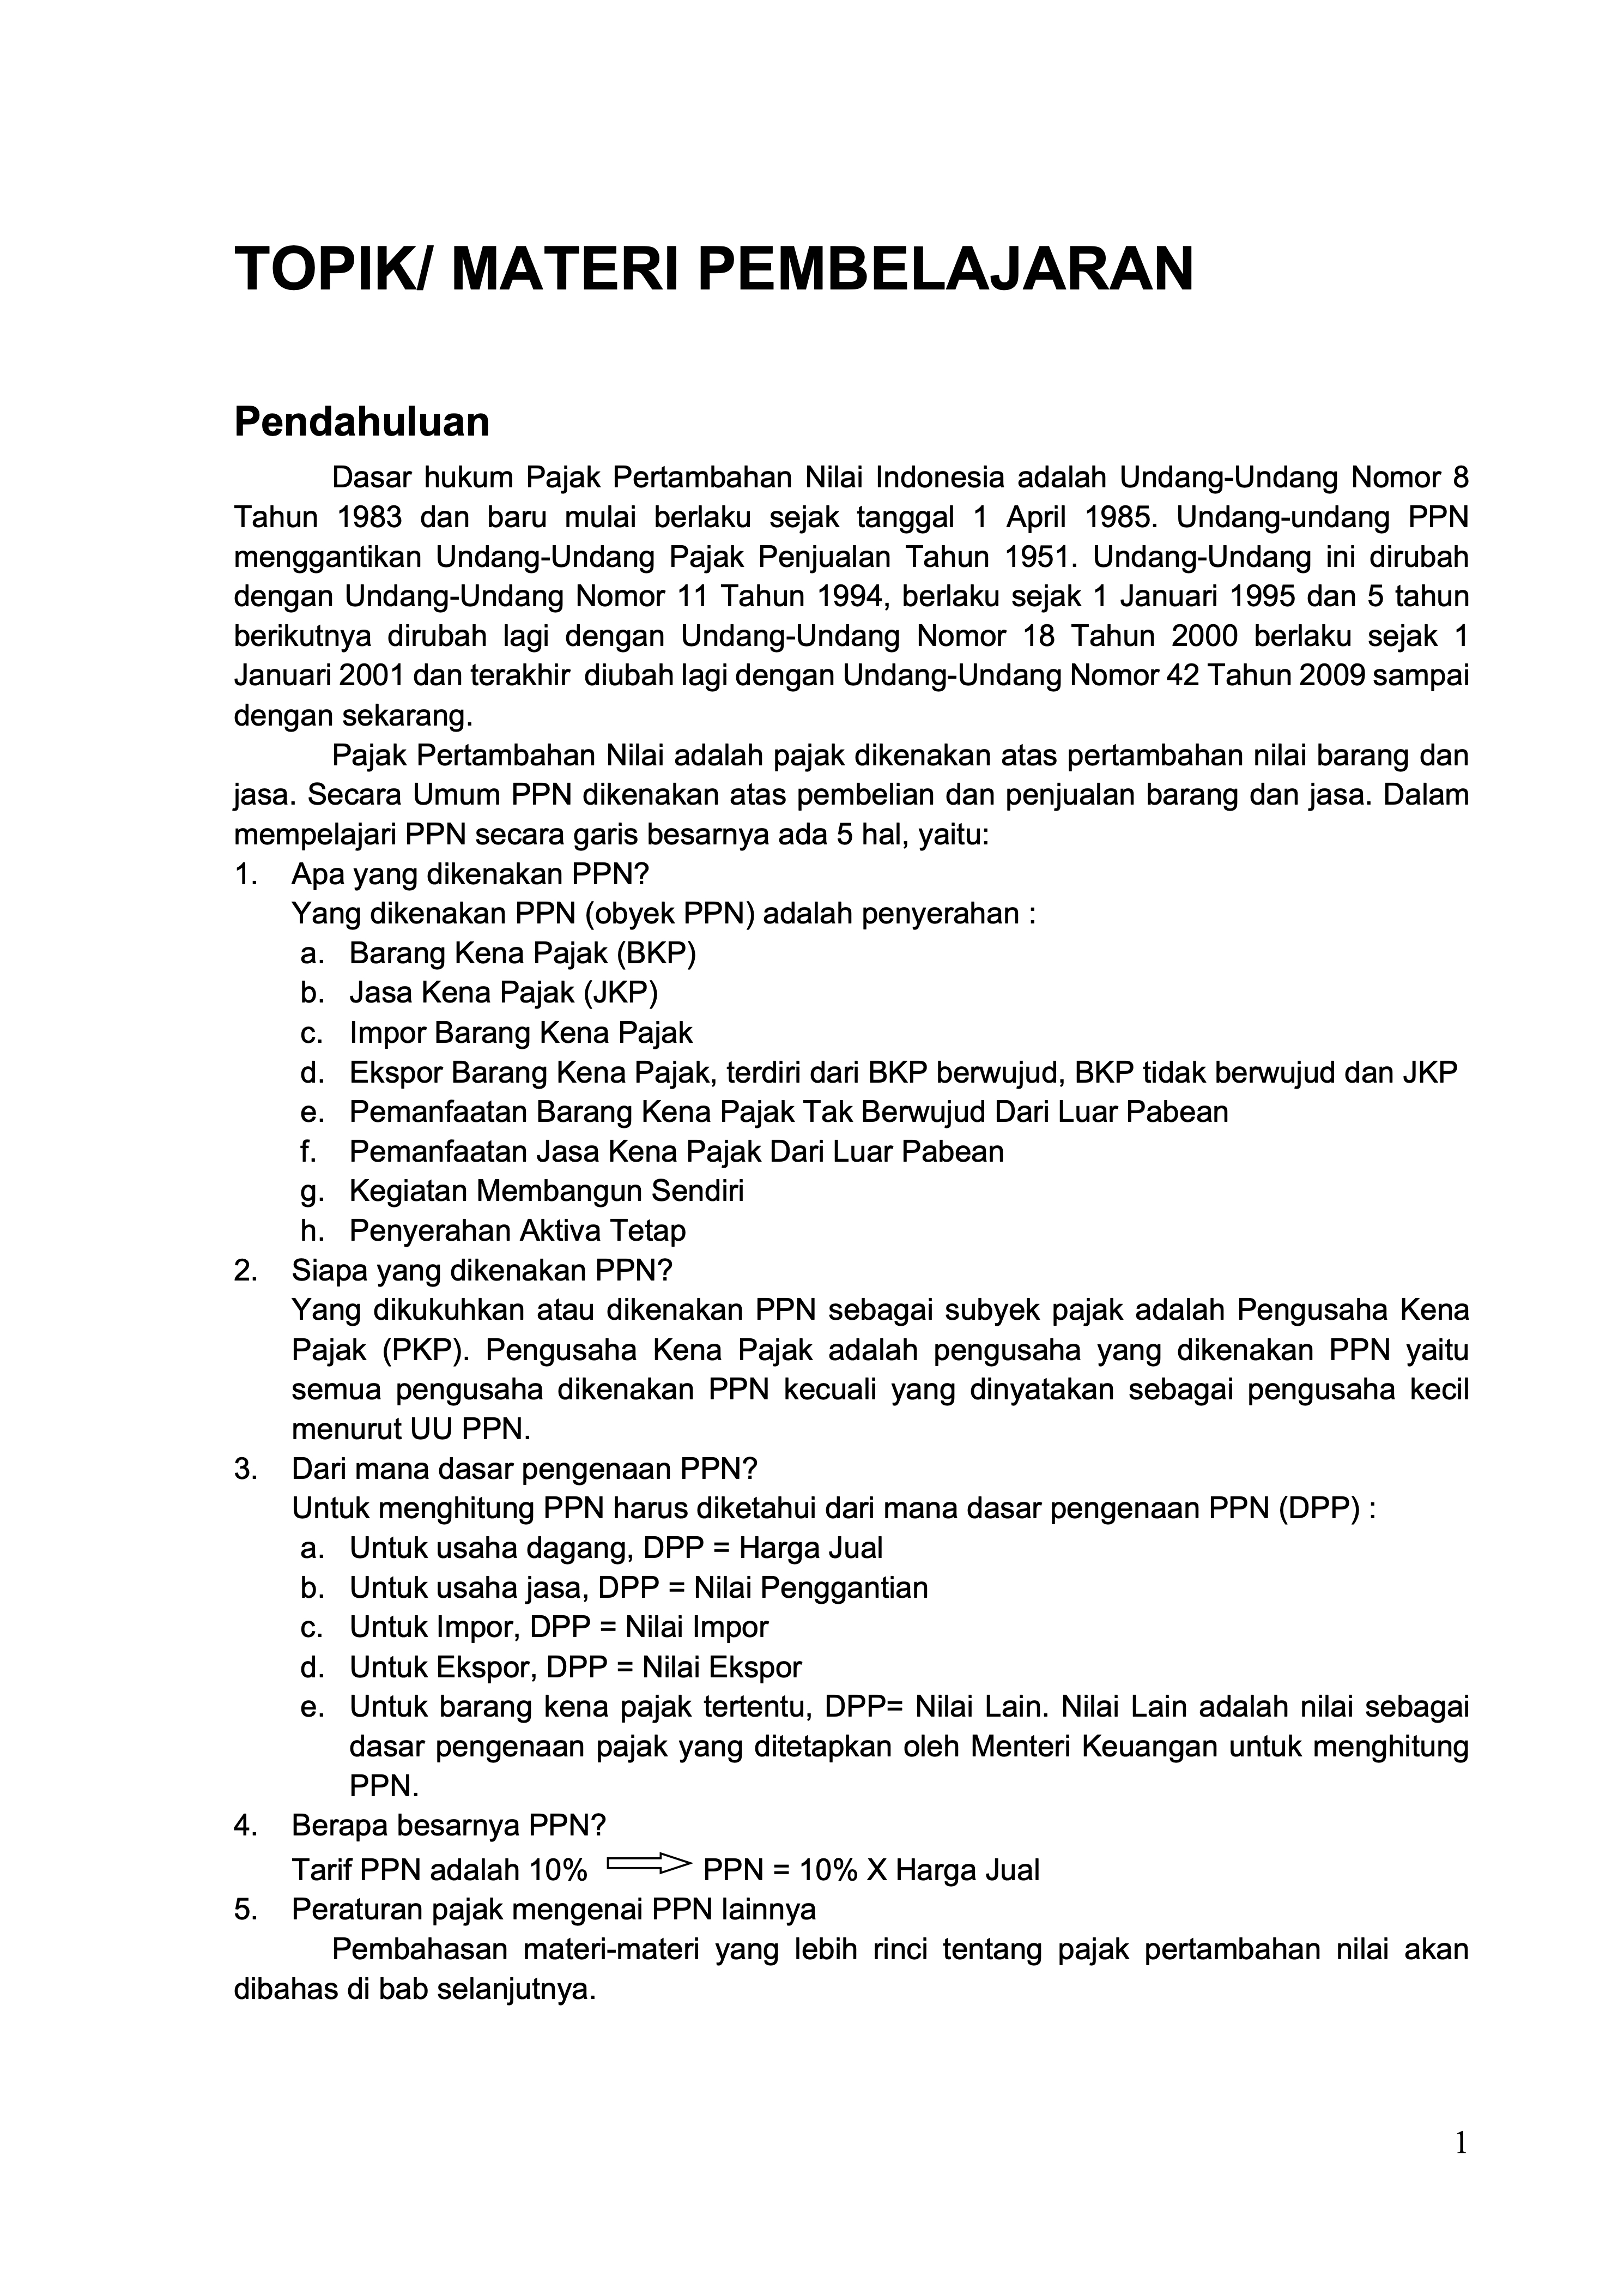 TOPIK/ MATERI PEMBELAJARAN
Pendahuluan
Dasar hukum Pajak Pertambahan Nilai Indonesia adalah Undang-Undang Nomor 8
Tahun 1983 dan baru mulai berlaku sejak tanggal 1 April 1985. Undang-undang PPN
menggantikan Undang-Undang Pajak Penjualan Tahun 1951. Undang-Undang ini dirubah
dengan Undang-Undang Nomor 11 Tahun 1994, berlaku sejak 1 Januari 1995 dan 5 tahun
berikutnya dirubah lagi dengan Undang-Undang Nomor 18 Tahun 2000 berlaku sejak 1
Januari 2001 dan terakhir diubah lagi dengan Undang-Undang Nomor 42 Tahun 2009 sampai
dengan sekarang.
Pajak Pertambahan Nilai adalah pajak dikenakan atas pertambahan nilai barang dan
jasa. Secara Umum PPN dikenakan atas pembelian dan penjualan barang dan jasa. Dalam
mempelajari PPN secara garis besarnya ada 5 hal, yaitu:
1. Apa yang dikenakan PPN?
Yang dikenakan PPN (obyek PPN) adalah penyerahan :
a. Barang Kena Pajak (BKP)
b. Jasa Kena Pajak (JKP)
c. Impor Barang Kena Pajak
d. Ekspor Barang Kena Pajak, terdiri dari BKP berwujud, BKP tidak berwujud dan JKP
e. Pemanfaatan Barang Kena Pajak Tak Berwujud Dari Luar Pabean
f. Pemanfaatan Jasa Kena Pajak Dari Luar Pabean
g. Kegiatan Membangun Sendiri
h. Penyerahan Aktiva Tetap
2. Siapa yang dikenakan PPN?
Yang dikukuhkan atau dikenakan PPN sebagai subyek pajak adalah Pengusaha Kena
Pajak (PKP). Pengusaha Kena Pajak adalah pengusaha yang dikenakan PPN yaitu
semua pengusaha dikenakan PPN kecuali yang dinyatakan sebagai pengusaha kecil
menurut UU PPN.
3. Dari mana dasar pengenaan PPN?
Untuk menghitung PPN harus diketahui dari mana dasar pengenaan PPN (DPP) :
a. Untuk usaha dagang, DPP = Harga Jual
b. Untuk usaha jasa, DPP = Nilai Penggantian
c. Untuk Impor, DPP = Nilai Impor
d. Untuk Ekspor, DPP = Nilai Ekspor
e. Untuk barang kena pajak tertentu, DPP= Nilai Lain. Nilai Lain adalah nilai sebagai
dasar pengenaan pajak yang ditetapkan oleh Menteri Keuangan untuk menghitung
PPN.
4. Berapa besarnya PPN?
Tarif PPN adalah 10% ⇒ PPN = 10% X Harga Jual
5. Peraturan pajak mengenai PPN lainnya
Pembahasan materi-materi yang lebih rinci tentang pajak pertambahan nilai akan
dibahas di bab selanjutnya.
1